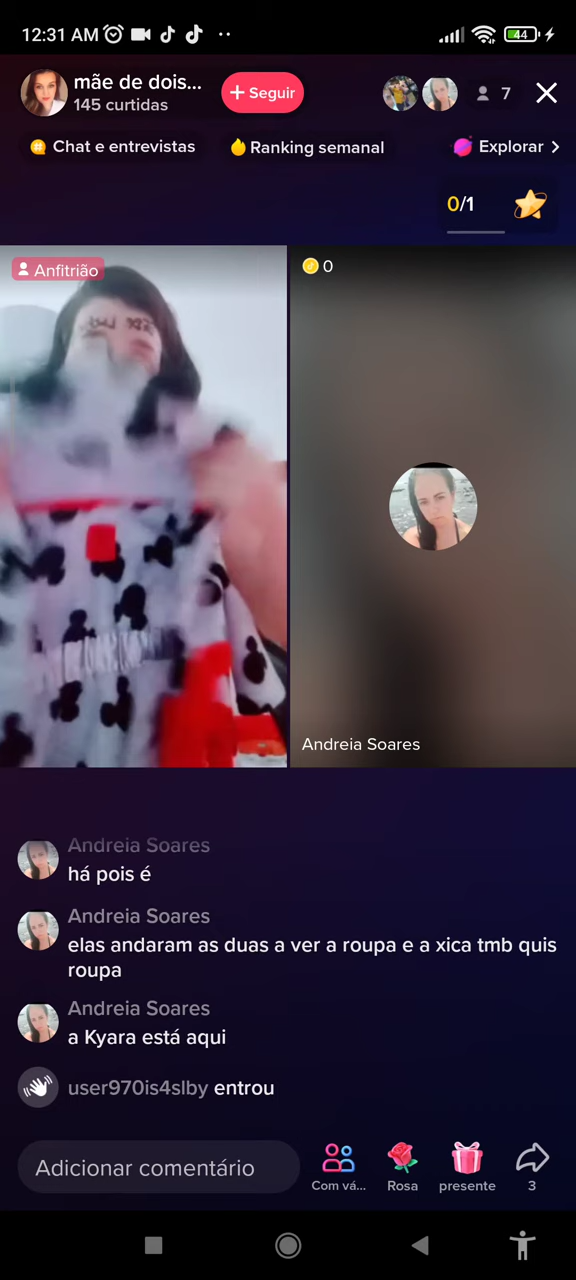 12:31 AM
44
mãe de dois...
145 curtidas
+ Seguir
7
Chat e entrevistas
Ranking semanal
Explorar
0/1
Anfitrião
0
Andreia Soares
Andreia Soares
há pois é
Andreia Soares
elas andaram as duas a ver a roupa e a xica tmb quis
roupa
Andreia Soares
a Kyara está aqui
user970is4slby entrou
Adicionar comentário
Com vá...
Rosa
presente
3